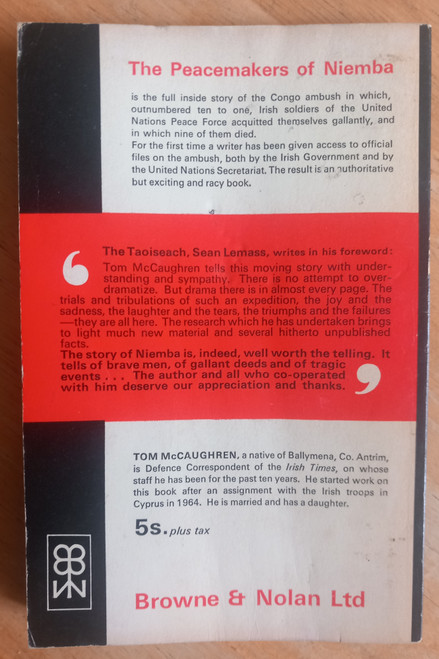 The Peacemakers of Niemba
is the full inside story of the Congo ambush in which,
outnumbered ten to one, Irish soldiers of the United
Nations Peace Force acquitted themselves gallantly, and
in which nine of them died.
For the first time a writer has been given access to official
files on the ambush, both by the Irish Government and by
the United Nations Secretariat. The result is an authoritative
but exciting and racy book.
“
The Taoiseach, Sean Lemass, writes in his foreword:
Tom McCaughren tells this moving story with under-
standing and sympathy. There is no attempt to over-
dramatize. But drama there is in almost every page. The
trials and tribulations of such an expedition, the joy and the
sadness, the laughter and the tears, the triumphs and the failures
—they are all here. The research which he has undertaken brings
to light much new material and several hitherto unpublished
facts.
The story of Niemba is, indeed, well worth the telling. It
tells of brave men, of gallant deeds and of tragic
events . . . The author and all who co-operated
with him deserve our appreciation and thanks.
”
TOM McCAUGHREN, a native of Ballymena, Co. Antrim,
is Defence Correspondent of the Irish Times, on whose
staff he has been for the past ten years. He started work on
this book after an assignment with the Irish troops in
Cyprus in 1964. He is married and has a daughter.
5s. plus tax
Browne & Nolan Ltd